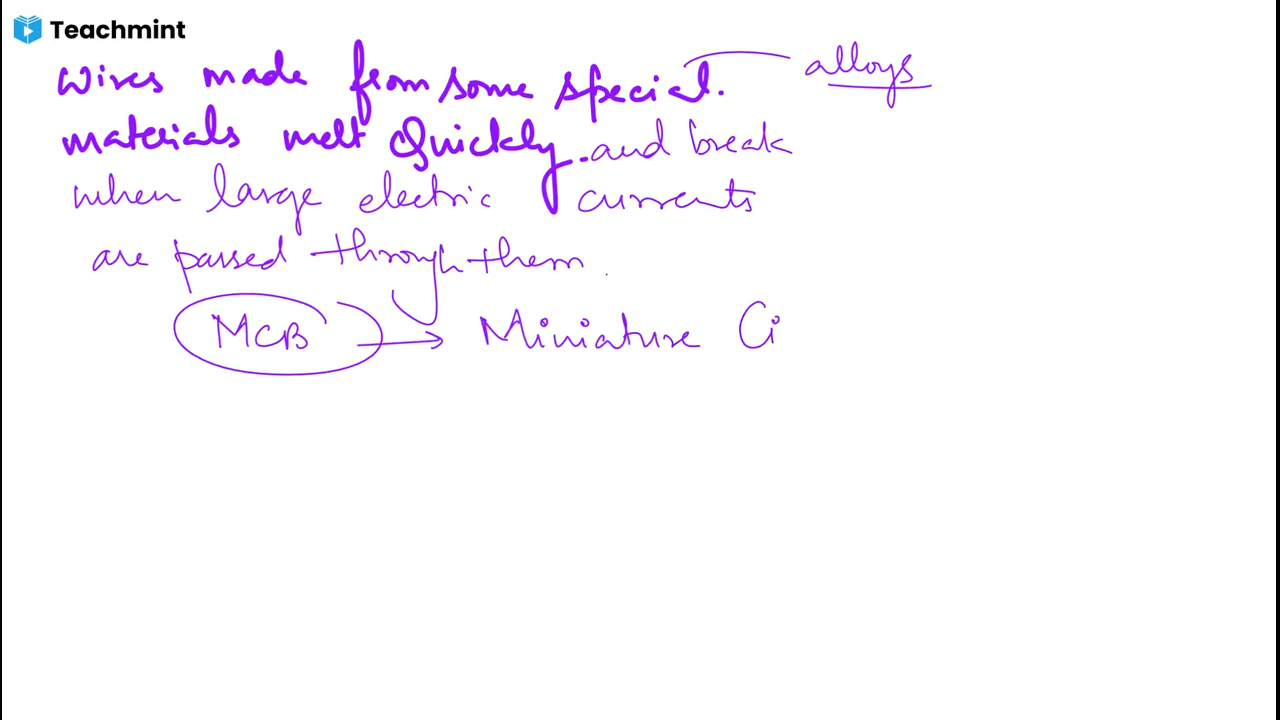 Teachmint
wires made from some special. alloys
materials melt quickly. and break
when large electric currents
are passed through them.
MCB → Miniature Ci